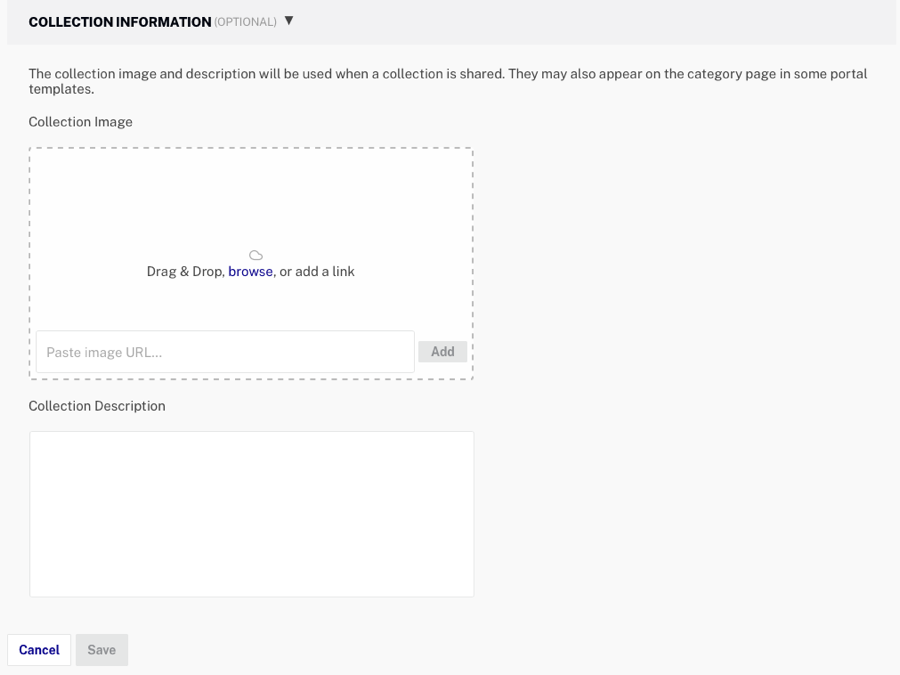 COLLECTION INFORMATION (OPTIONAL) ▼
The collection image and description will be used when a collection is shared. They may also appear on the category page in some portal
templates.
Collection Image
Drag & Drop, browse, or add a link
Paste image URL...
Add
Collection Description
Cancel
Save